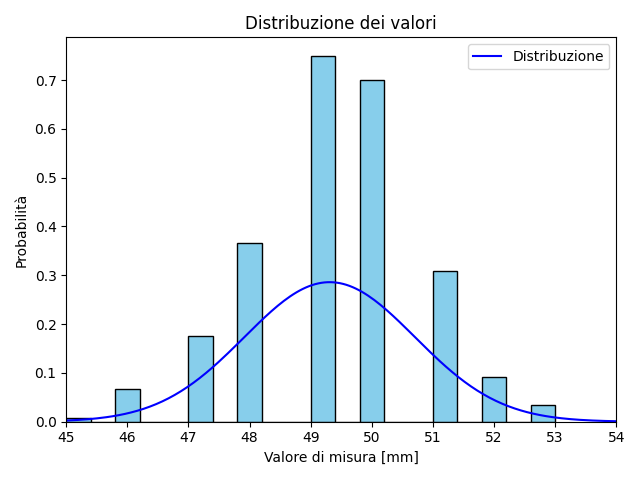 Distribuzione dei valori
Distribuzione
Probabilità
0.7
0.6
0.5
0.4
0.3
0.2
0.1
0.0
45 46 47 48 49 50 51 52 53 54
Valore di misura [mm]